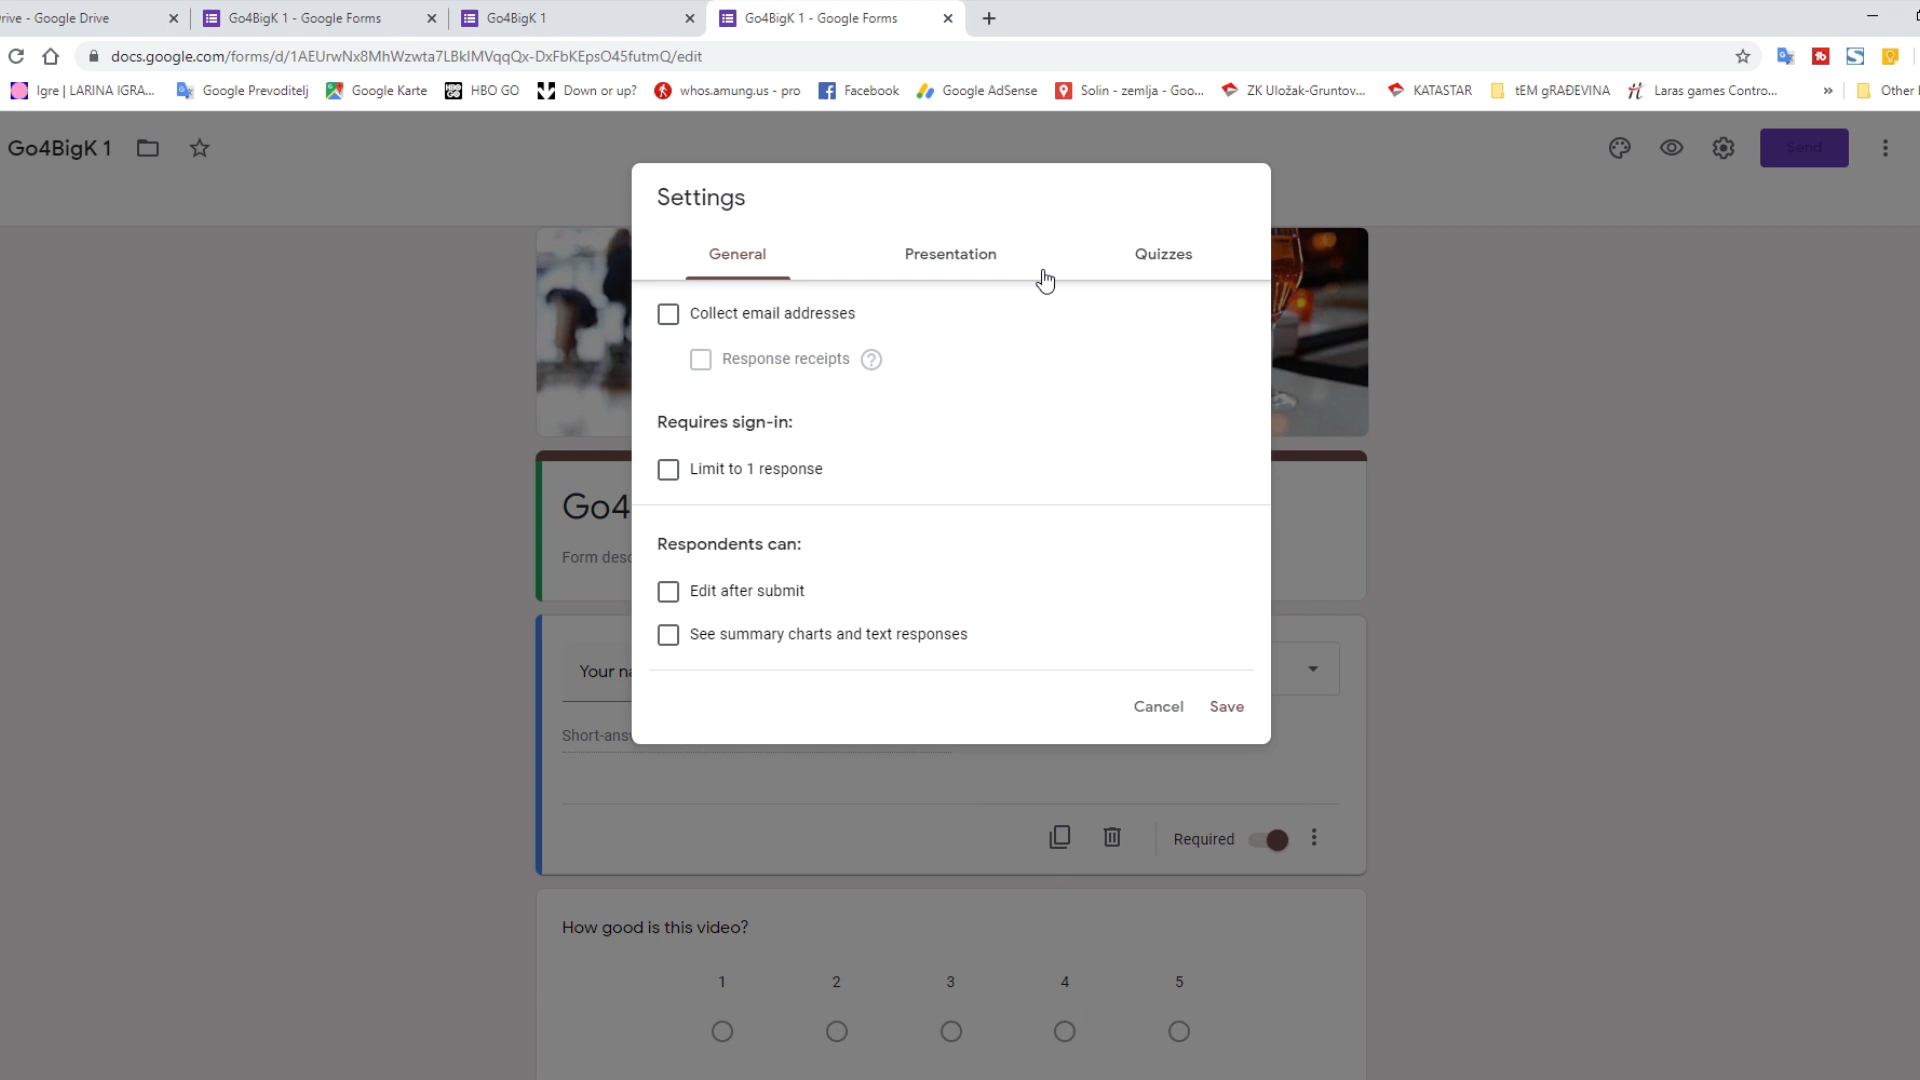 rive - Google Drive
Go4BigK 1 - Google Forms
Go4BigK 1
Go4BigK 1 - Google Forms
docs.google.com/forms/d/1AEUrwNx8MhWzwta7LBkIMVqqQx-DxFbKEpsO45futmQ/edit
Igre | LARINA IGRA...
Google Prevoditelj
Google Karte
HBO GO
Down or up?
whos.amung.us - pro
Facebook
Google AdSense
Solin - zemlja - Goo...
ZK Uložak-Gruntov...
KATASTAR
tEM gRAĐEVINA
Laras games Contro...
»
Other
Go4BigK 1
Send
Settings
General
Presentation
Quizzes
Collect email addresses
Response receipts
Requires sign-in:
Limit to 1 response
Go4
Form desc
Respondents can:
Edit after submit
See summary charts and text responses
Your na
Cancel
Save
Short-ans
Required
How good is this video?
1 2 3 4 5